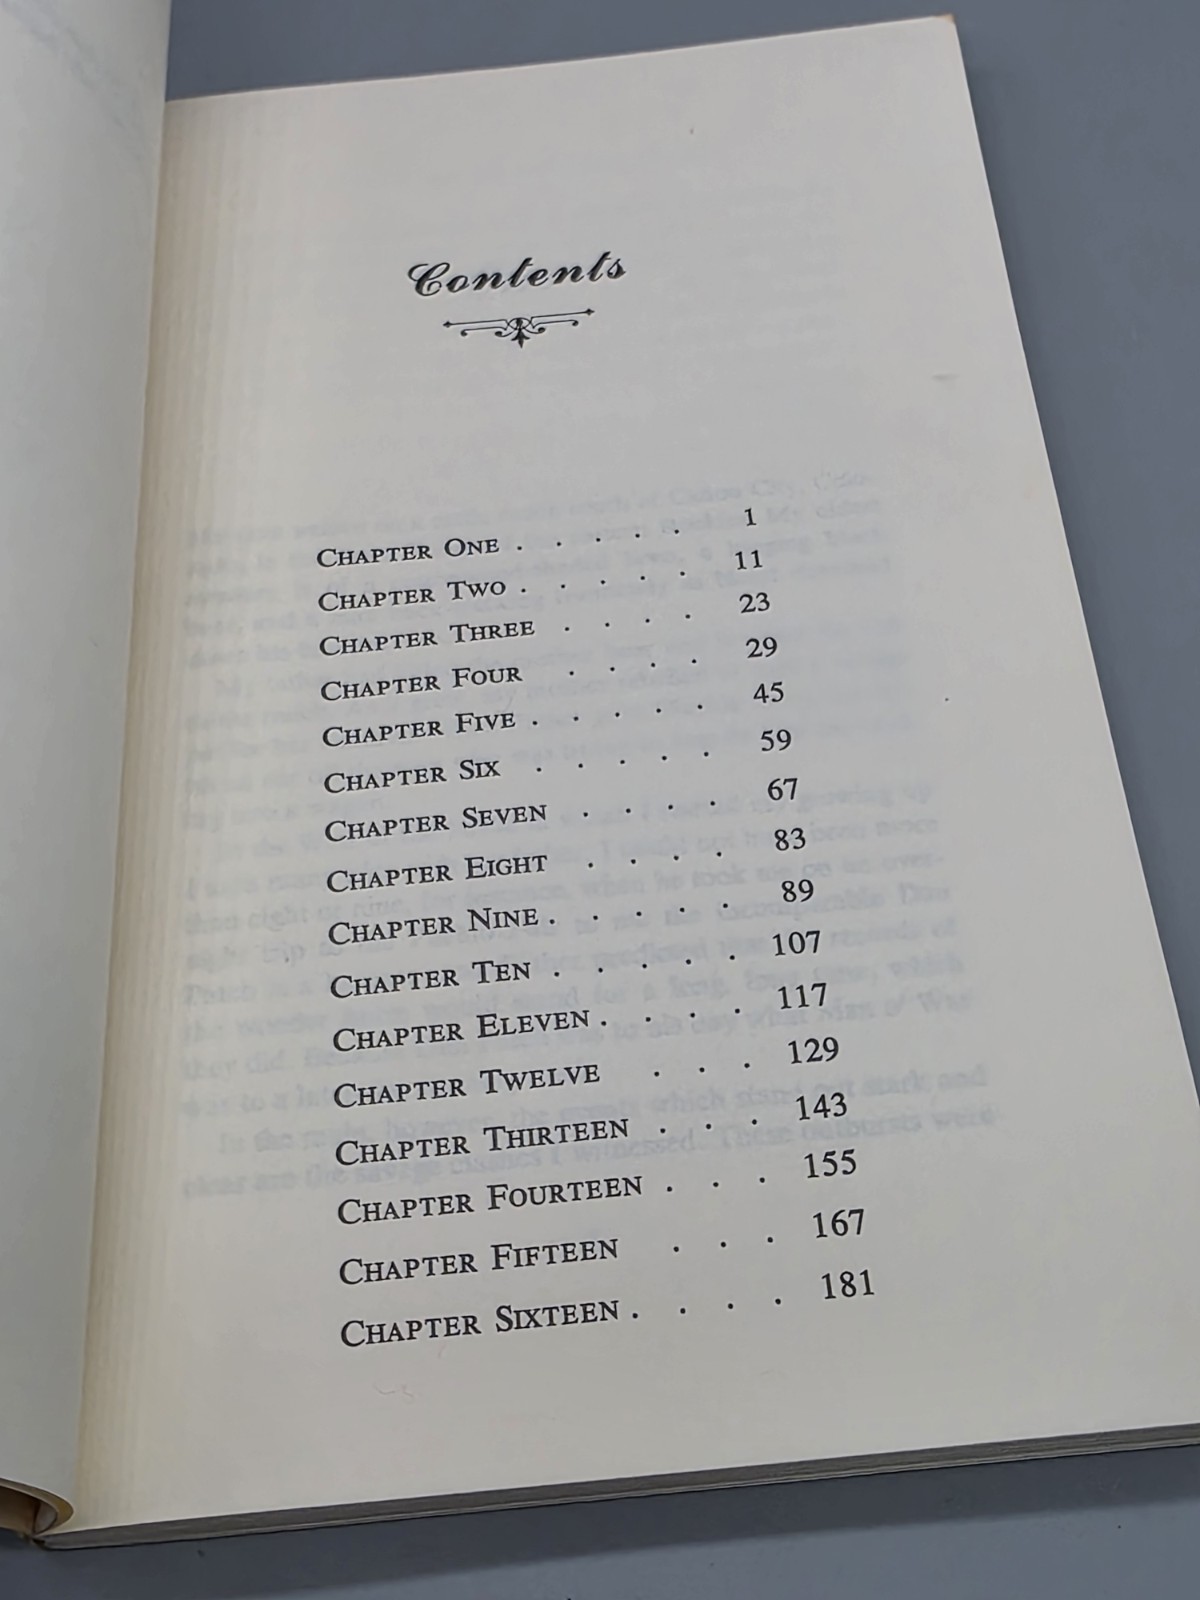 Contents
CHAPTER ONE . . . . . 1
CHAPTER TWO . . . . . 11
CHAPTER THREE . . . . 23
CHAPTER FOUR . . . . 29
CHAPTER FIVE . . . . . 45
CHAPTER SIX . . . . . 59
CHAPTER SEVEN . . . . 67
CHAPTER EIGHT . . . . 83
CHAPTER NINE . . . . . 89
CHAPTER TEN . . . . . 107
CHAPTER ELEVEN . . . . 117
CHAPTER TWELVE . . . 129
CHAPTER THIRTEEN . . . 143
CHAPTER FOURTEEN . . . 155
CHAPTER FIFTEEN . . . 167
CHAPTER SIXTEEN . . . . 181